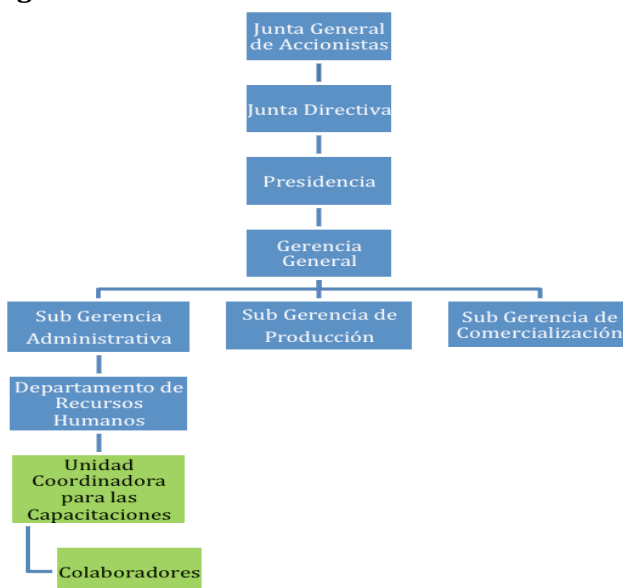 Junta General
de Accionistas
Junta Directiva
Presidencia
Gerencia
General
Sub Gerencia
Administrativa
Sub Gerencia de
Producción
Sub Gerencia de
Comercialización
Departamento de
Recursos
Humanos
Unidad
Coordinadora
para las
Capacitaciones
Colaboradores